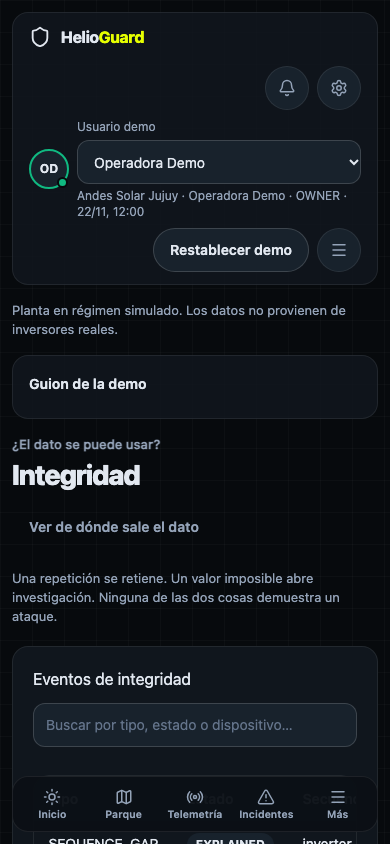 HelioGuard
Usuario demo
OD
Operadora Demo
Andes Solar Jujuy · Operadora Demo · OWNER ·
22/11, 12:00
Restablecer demo
Planta en régimen simulado. Los datos no provienen de
inversores reales.
Guion de la demo
¿El dato se puede usar?
Integridad
Ver de dónde sale el dato
Una repetición se retiene. Un valor imposible abre
investigación. Ninguna de las dos cosas demuestra un
ataque.
Eventos de integridad
Buscar por tipo, estado o dispositivo...
Inicio
Parque
Telemetría
Incidentes
Más
SEQUENCE_GAP
EXPLAINED
inverter